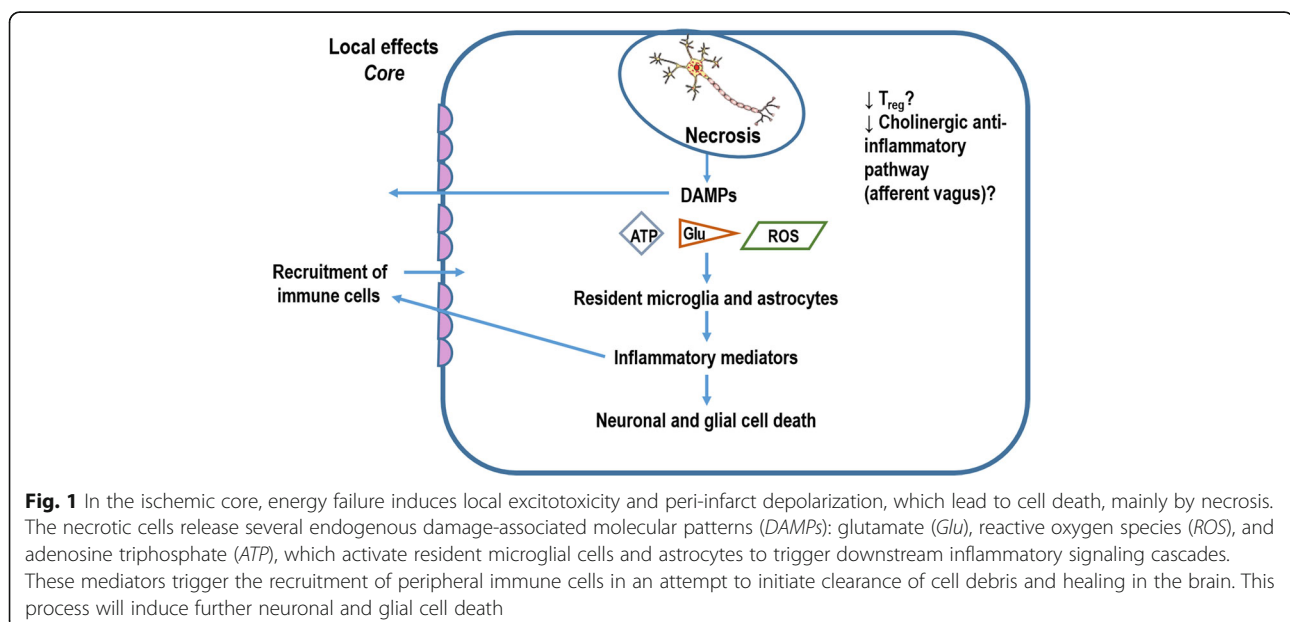 Local effects
Core
Necrosis
↓ Treg?
↓ Cholinergic anti-
inflammatory
pathway
(afferent vagus)?
DAMPs
ATP
Glu
ROS
Recruitment of
immune cells
Resident microglia and astrocytes
Inflammatory mediators
Neuronal and glial cell death
Fig. 1 In the ischemic core, energy failure induces local excitotoxicity and peri-infarct depolarization, which lead to cell death, mainly by necrosis.
The necrotic cells release several endogenous damage-associated molecular patterns (DAMPs): glutamate (Glu), reactive oxygen species (ROS), and
adenosine triphosphate (ATP), which activate resident microglial cells and astrocytes to trigger downstream inflammatory signaling cascades.
These mediators trigger the recruitment of peripheral immune cells in an attempt to initiate clearance of cell debris and healing in the brain. This
process will induce further neuronal and glial cell death